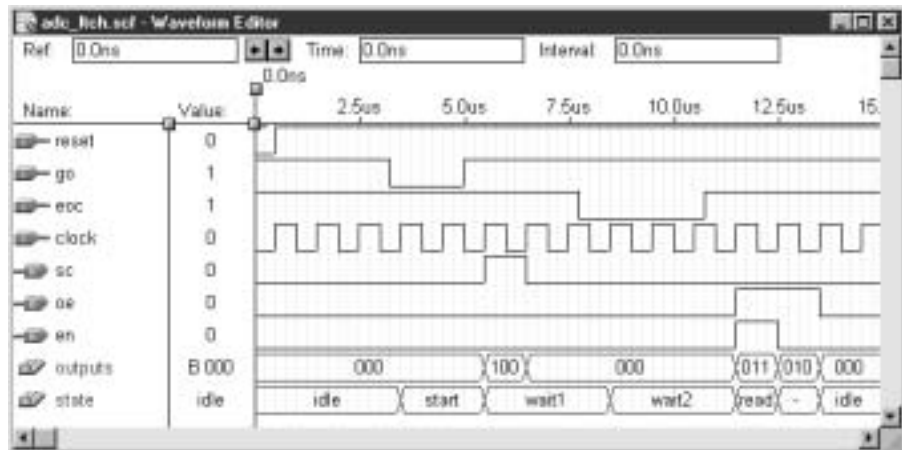 adc_ltch.scf - Waveform Editor
Ref: 0.0ns Time: 0.0ns Interval: 0.0ns
0.0ns
Name: Value: 2.5us 5.0us 7.5us 10.0us 12.5us 15.
reset 0
go 1
eoc 1
clock 0
sc 0
oe 0
en 0
outputs B 000 000 100 000 011 010 000
state idle idle start wait1 wait2 read - idle